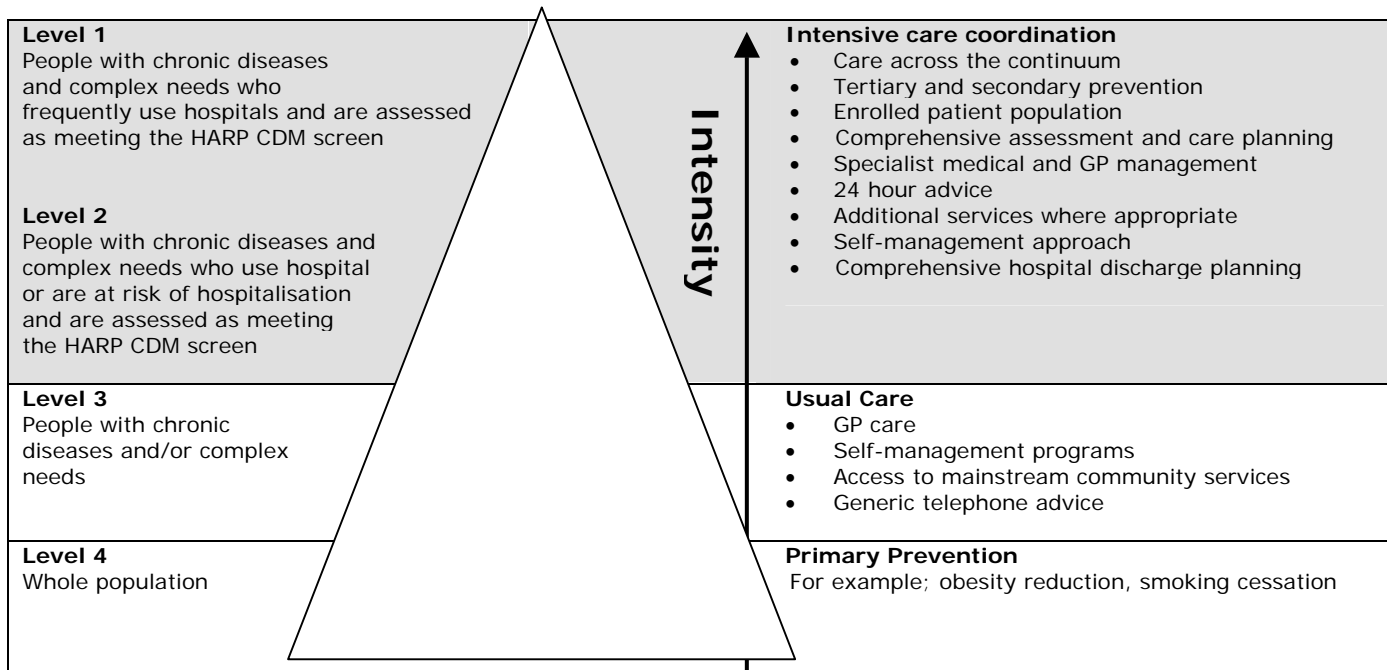 Level 1
People with chronic diseases
and complex needs who
frequently use hospitals and are assessed
as meeting the HARP CDM screen
Level 2
People with chronic diseases and
complex needs who use hospital
or are at risk of hospitalisation
and are assessed as meeting
the HARP CDM screen
Intensity
Intensive care coordination
• Care across the continuum
• Tertiary and secondary prevention
• Enrolled patient population
• Comprehensive assessment and care planning
• Specialist medical and GP management
• 24 hour advice
• Additional services where appropriate
• Self-management approach
• Comprehensive hospital discharge planning
Level 3
People with chronic
diseases and/or complex
needs
Usual Care
• GP care
• Self-management programs
• Access to mainstream community services
• Generic telephone advice
Level 4
Whole population
Primary Prevention
For example; obesity reduction, smoking cessation